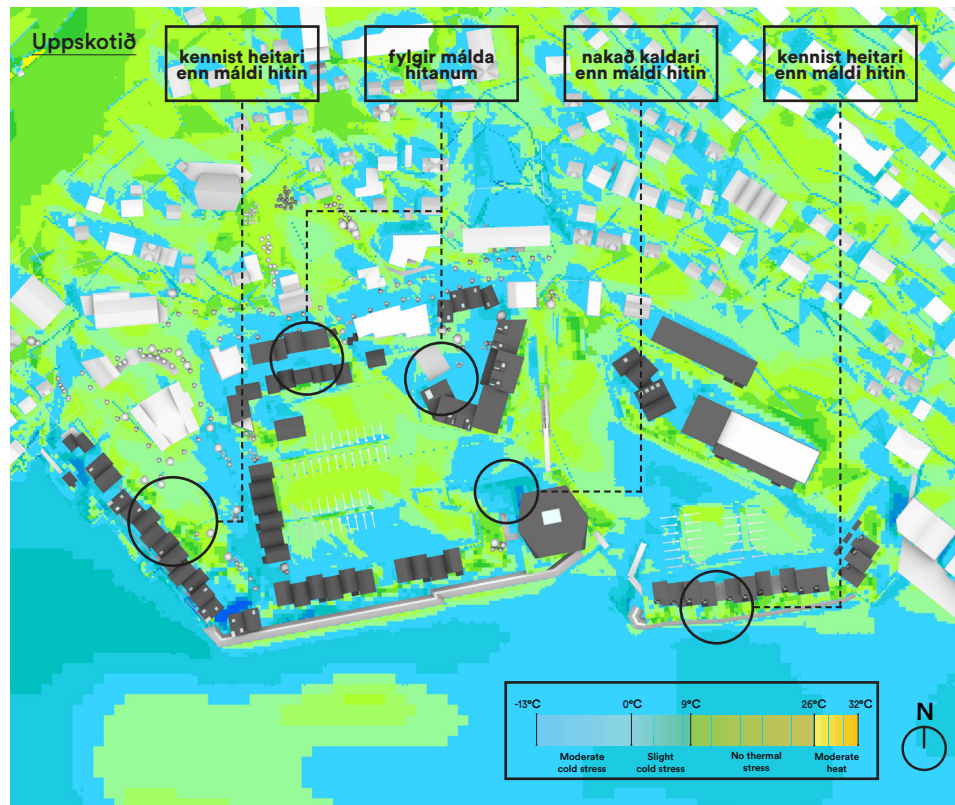 Uppskotið
kennist heitari
enn máldi hitin
fylgir málda
hitanum
nakað kaldari
enn máldi hitin
kennist heitari
enn máldi hitin
-13°C 0°C 9°C 26°C 32°C
Moderate
cold stress
Slight
cold stress
No thermal
stress
Moderate
heat
N